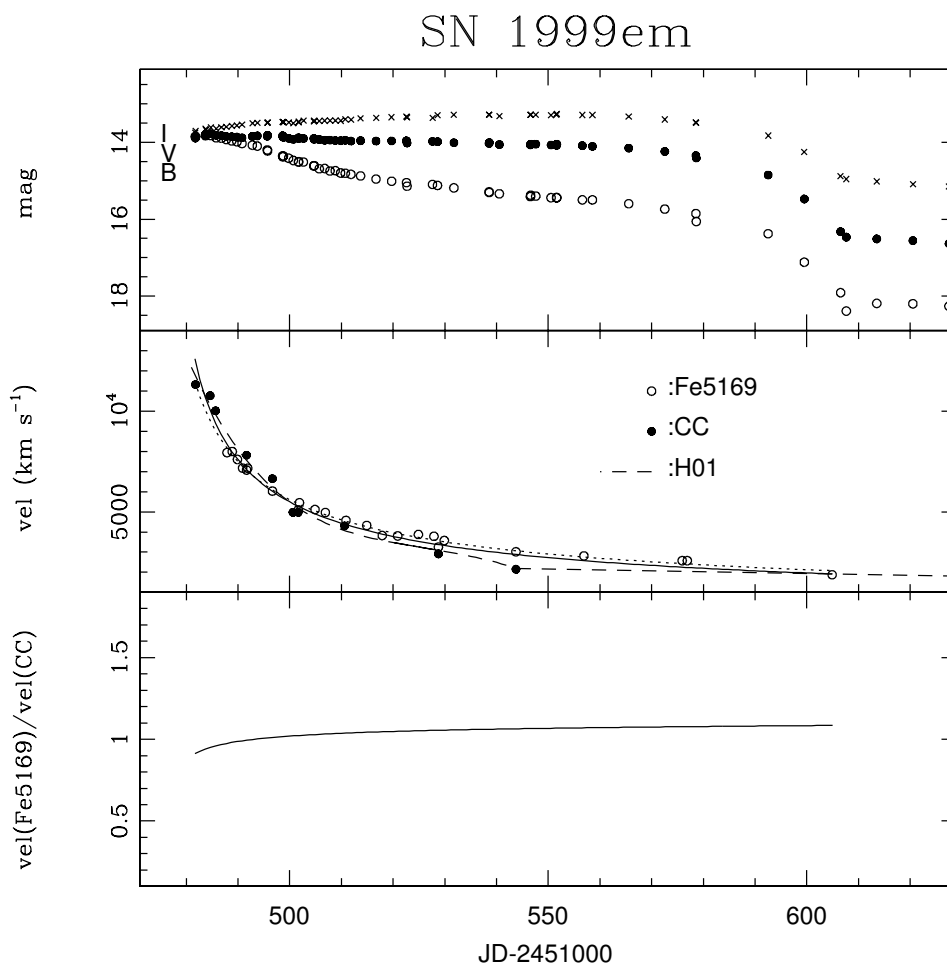 SN 1999em
mag
14
16
18
I
V
B
vel (km s⁻¹)
10⁴
5000
:Fe5169
:CC
:H01
vel(Fe5169)/vel(CC)
1.5
1
0.5
500 550 600
JD-2451000